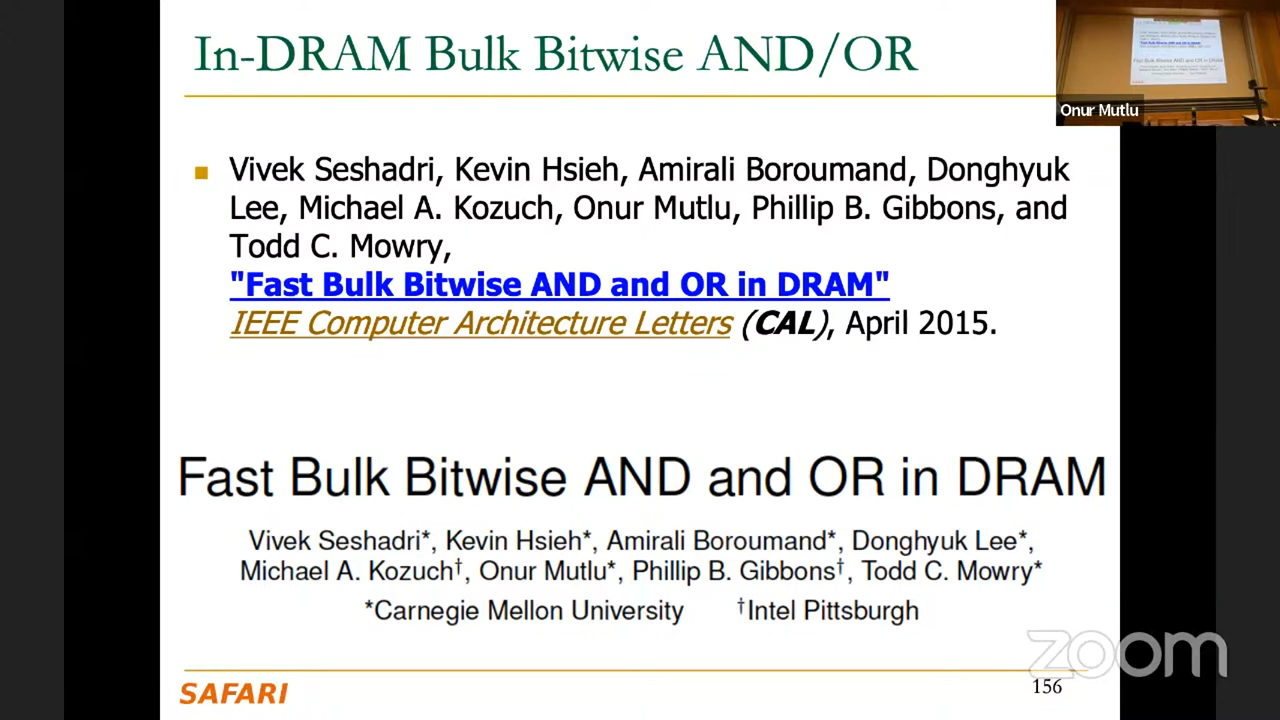 In-DRAM Bulk Bitwise AND/OR
Onur Mutlu
Vivek Seshadri, Kevin Hsieh, Amirali Boroumand, Donghyuk
Lee, Michael A. Kozuch, Onur Mutlu, Phillip B. Gibbons, and
Todd C. Mowry,
"Fast Bulk Bitwise AND and OR in DRAM"
IEEE Computer Architecture Letters (CAL), April 2015.
Fast Bulk Bitwise AND and OR in DRAM
Vivek Seshadri*, Kevin Hsieh*, Amirali Boroumand*, Donghyuk Lee*,
Michael A. Kozuch†, Onur Mutlu*, Phillip B. Gibbons†, Todd C. Mowry*
*Carnegie Mellon University †Intel Pittsburgh
zoom
SAFARI
156